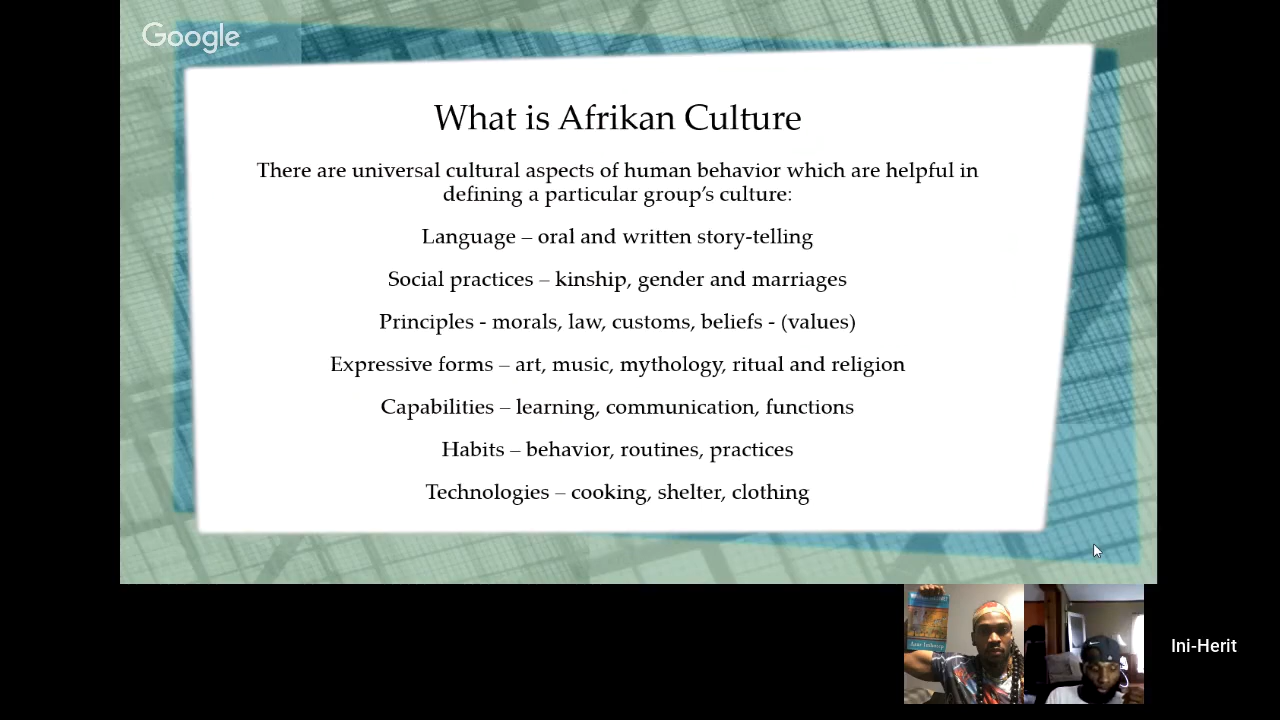 Google
What is Afrikan Culture
There are universal cultural aspects of human behavior which are helpful in
defining a particular group’s culture:
Language – oral and written story-telling
Social practices – kinship, gender and marriages
Principles - morals, law, customs, beliefs - (values)
Expressive forms – art, music, mythology, ritual and religion
Capabilities – learning, communication, functions
Habits – behavior, routines, practices
Technologies – cooking, shelter, clothing
Ini-Herit